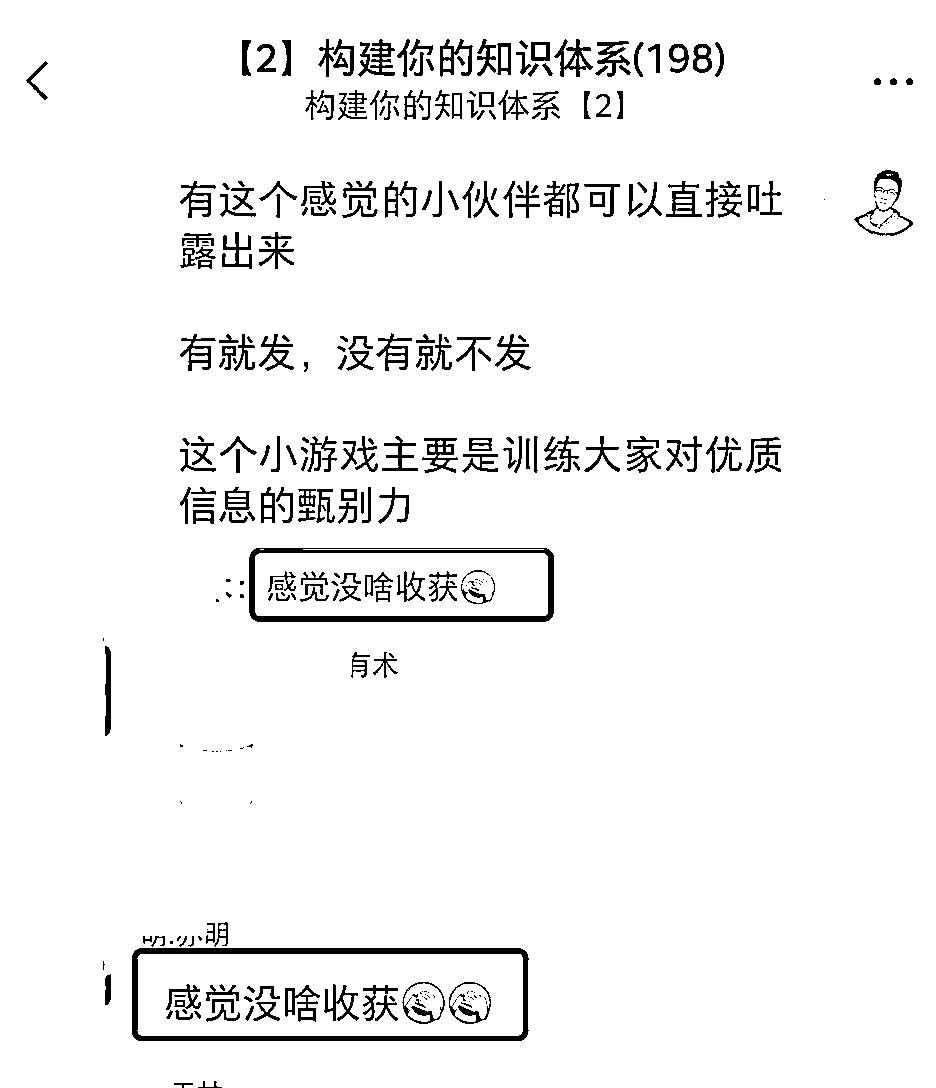 【2】构建你的知识体系(198)
构建你的知识体系【2】
有这个感觉的小伙伴都可以直接吐
露出来
有就发，没有就不发
这个小游戏主要是训练大家对优质
信息的甄别力
感觉没啥收获
术
明
感觉没啥收获